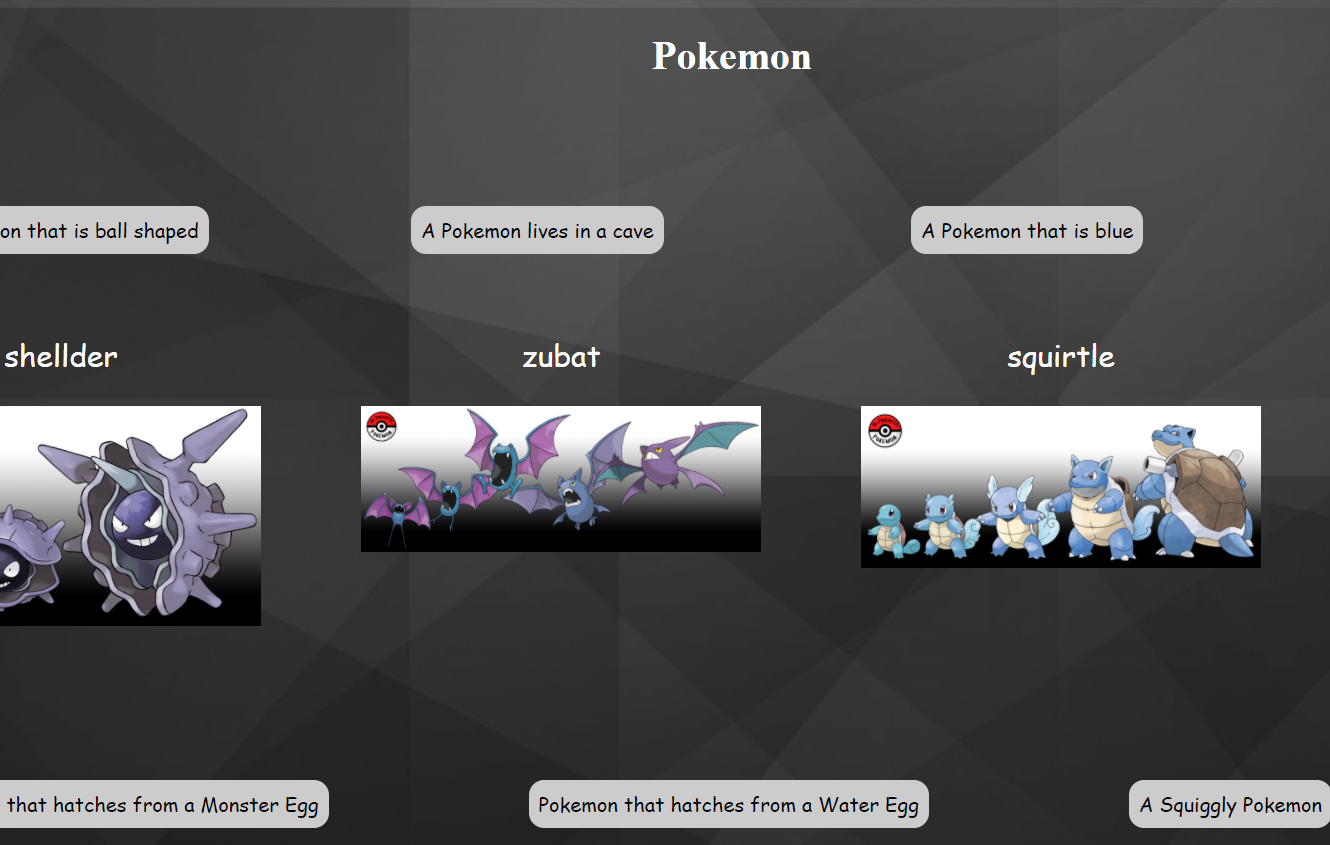 Pokemon
on that is ball shaped
A Pokemon lives in a cave
A Pokemon that is blue
shellder
zubat
squirtle
that hatches from a Monster Egg
Pokemon that hatches from a Water Egg
A Squiggly Pokemon